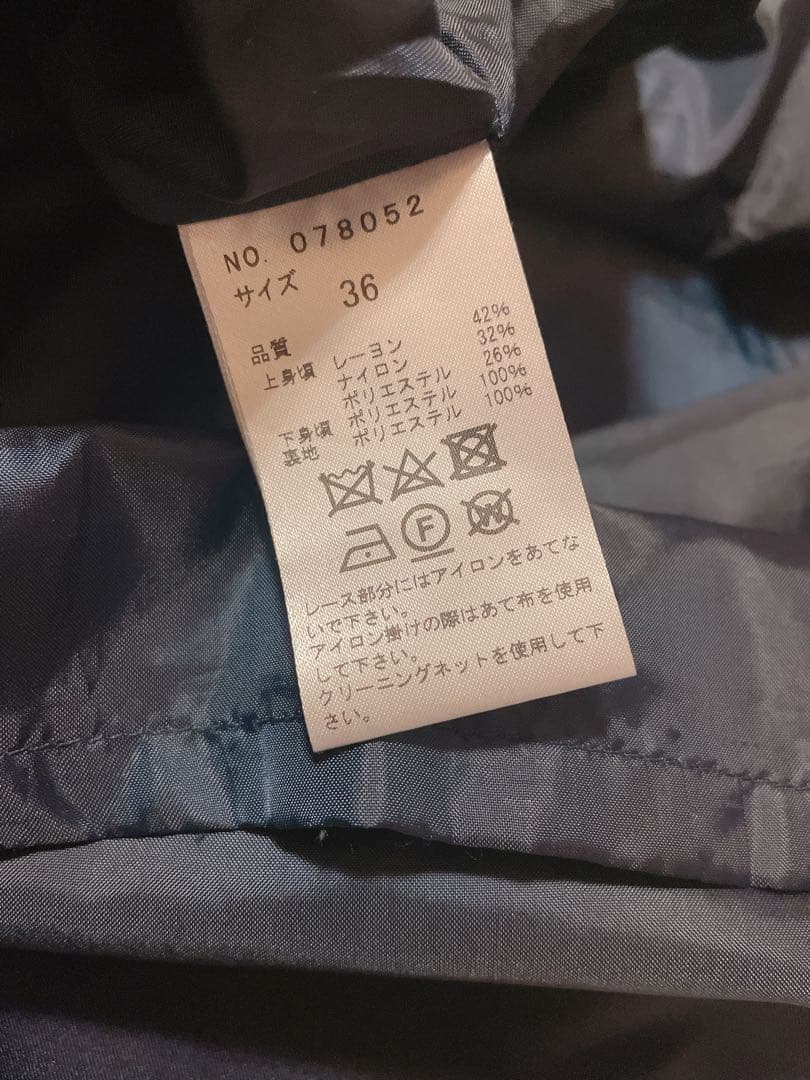 NO. 078052
サイズ 36
品質
上身頃 レーヨン 42%
ナイロン 32%
ポリエステル 26%
下身頃 ポリエステル 100%
裏地 ポリエステル 100%
F
W
レース部分にはアイロンをあてな
いで下さい。
アイロン掛けの際はあて布を使用
して下さい。
クリーニングネットを使用して下
さい。